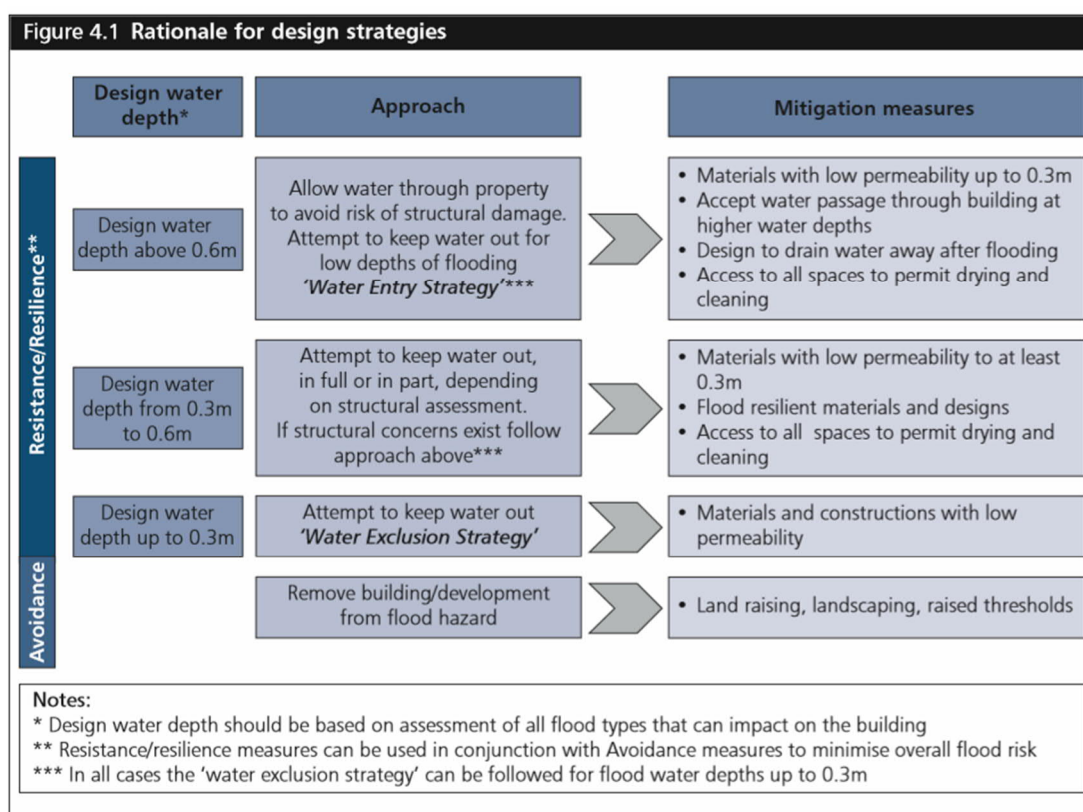 Figure 4.1 Rationale for design strategies
Design water
depth*
Approach
Mitigation measures
Resistance/Resilience**
Design water
depth above 0.6m
Allow water through property
to avoid risk of structural damage.
Attempt to keep water out for
low depths of flooding
'Water Entry Strategy'***
• Materials with low permeability up to 0.3m
• Accept water passage through building at
higher water depths
• Design to drain water away after flooding
• Access to all spaces to permit drying and
cleaning
Design water
depth from 0.3m
to 0.6m
Attempt to keep water out,
in full or in part, depending
on structural assessment.
If structural concerns exist follow
approach above***
• Materials with low permeability to at least
0.3m
• Flood resilient materials and designs
• Access to all spaces to permit drying and
cleaning
Design water
depth up to 0.3m
Attempt to keep water out
'Water Exclusion Strategy'
• Materials and constructions with low
permeability
Avoidance
Remove building/development
from flood hazard
• Land raising, landscaping, raised thresholds
Notes:
* Design water depth should be based on assessment of all flood types that can impact on the building
** Resistance/resilience measures can be used in conjunction with Avoidance measures to minimise overall flood risk
*** In all cases the 'water exclusion strategy' can be followed for flood water depths up to 0.3m